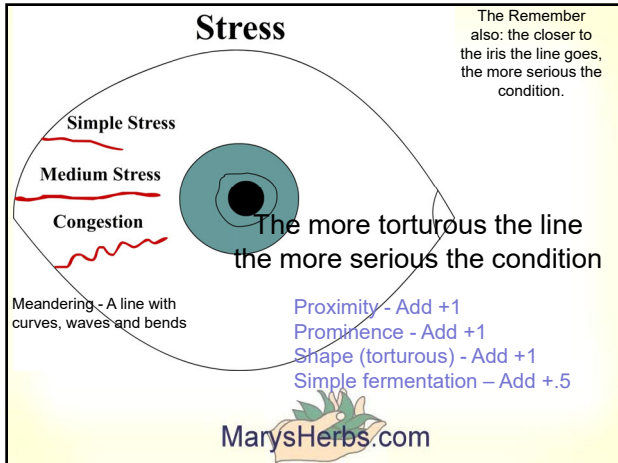 Stress
The Remember
also: the closer to
the iris the line goes,
the more serious the
condition.
Simple Stress
Medium Stress
Congestion
The more torturous the line
the more serious the condition
Meandering - A line with
curves, waves and bends
Proximity - Add +1
Prominence - Add +1
Shape (torturous) - Add +1
Simple fermentation – Add +.5
MarysHerbs.com